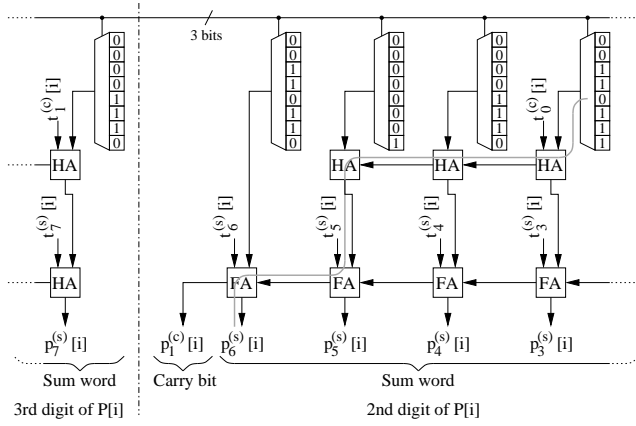 3 bits
0 0 0 0 0
0 0 0 0 0
0 1 1 0 0
0 1 0 1 0
1 0 0 1 1
1 1 0 1 0
1 1 0 0 0
0 0 1 0 1
t1(c)[i] t0(c)[i]
HA HA HA HA
t7(s)[i] t6(s)[i] t5(s)[i] t4(s)[i] t3(s)[i]
HA FA FA FA FA
p7(s)[i] p1(c)[i] p6(s)[i] p5(s)[i] p4(s)[i] p3(s)[i]
Sum word Carry bit Sum word
3rd digit of P[i] 2nd digit of P[i]